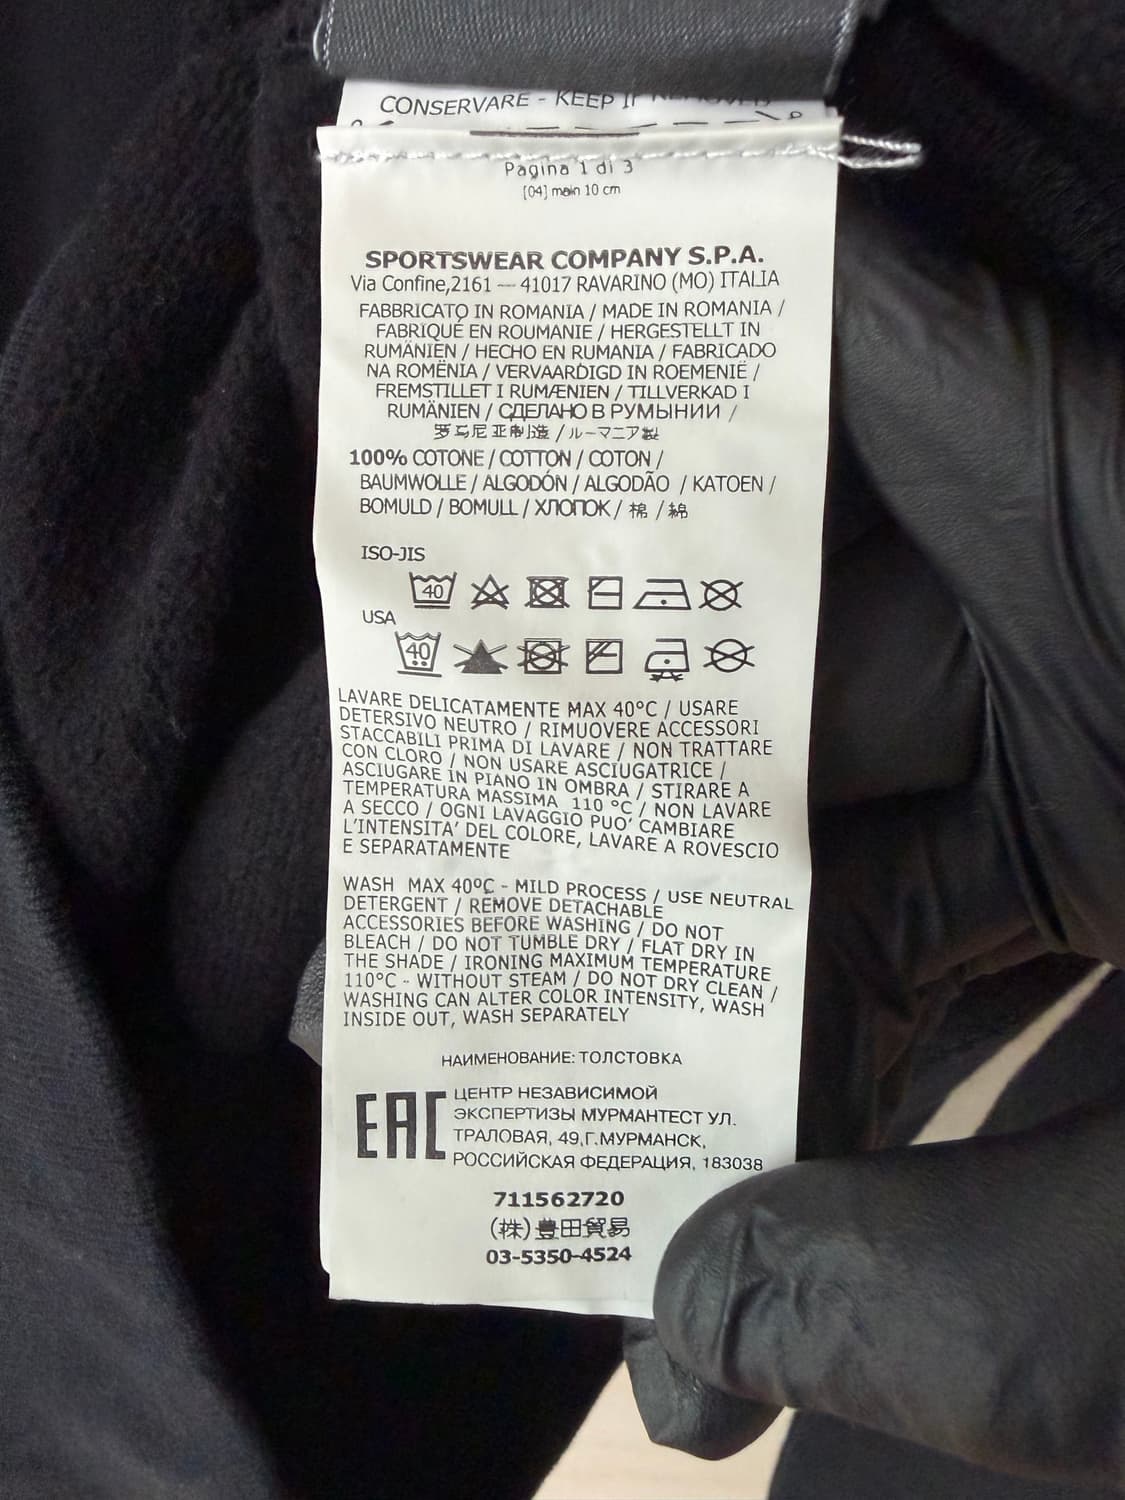 CONSERVARE - KEEP IF REMOVED
Pagina 1 di 3
[04] main 10 cm
SPORTSWEAR COMPANY S.P.A.
Via Confine,2161 — 41017 RAVARINO (MO) ITALIA
FABBRICATO IN ROMANIA / MADE IN ROMANIA /
FABRIQUÉ EN ROUMANIE / HERGESTELLT IN
RUMÄNIEN / HECHO EN RUMANIA / FABRICADO
NA ROMËNIA / VERVAARDIGD IN ROEMENIË /
FREMSTILLET I RUMÆNIEN / TILLVERKAD I
RUMÄNIEN / СДЕЛАНО В РУМЫНИИ /
罗马尼亚制造 / ルーマニア製
100% COTONE / COTTON / COTON /
BAUMWOLLE / ALGODÓN / ALGODÃO / KATOEN /
BOMULD / BOMULL / ХЛОПОК / 棉 / 綿
ISO-JIS
40
USA
40
LAVARE DELICATAMENTE MAX 40°C / USARE
DETERSIVO NEUTRO / RIMUOVERE ACCESSORI
STACCABILI PRIMA DI LAVARE / NON TRATTARE
CON CLORO / NON USARE ASCIUGATRICE /
ASCIUGARE IN PIANO IN OMBRA / STIRARE A
TEMPERATURA MASSIMA 110 °C / NON LAVARE
A SECCO / OGNI LAVAGGIO PUO' CAMBIARE
L'INTENSITA' DEL COLORE, LAVARE A ROVESCIO
E SEPARATAMENTE
WASH MAX 40ºC - MILD PROCESS / USE NEUTRAL
DETERGENT / REMOVE DETACHABLE
ACCESSORIES BEFORE WASHING / DO NOT
BLEACH / DO NOT TUMBLE DRY / FLAT DRY IN
THE SHADE / IRONING MAXIMUM TEMPERATURE
110°C - WITHOUT STEAM / DO NOT DRY CLEAN /
WASHING CAN ALTER COLOR INTENSITY, WASH
INSIDE OUT, WASH SEPARATELY
НАИМЕНОВАНИЕ: ТОЛСТОВКА
EAC
ЦЕНТР НЕЗАВИСИМОЙ
ЭКСПЕРТИЗЫ МУРМАНТЕСТ УЛ.
ТРАЛОВАЯ, 49,Г.МУРМАНСК,
РОССИЙСКАЯ ФЕДЕРАЦИЯ, 183038
711562720
(株)豊田貿易
03-5350-4524